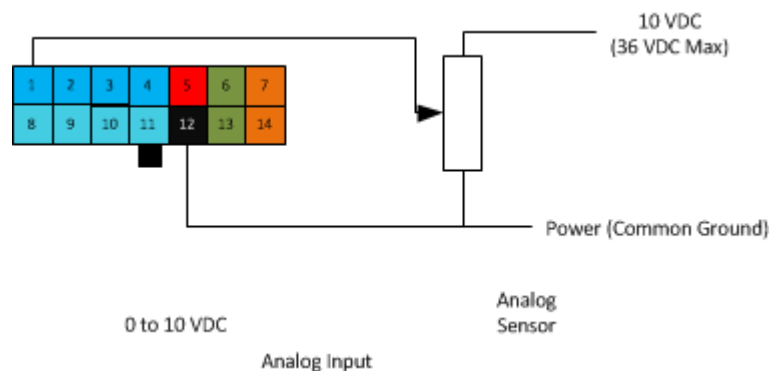 10 VDC
(36 VDC Max)
1 2 3 4 5 6 7
8 9 10 11 12 13 14
Power (Common Ground)
0 to 10 VDC
Analog
Sensor
Analog Input